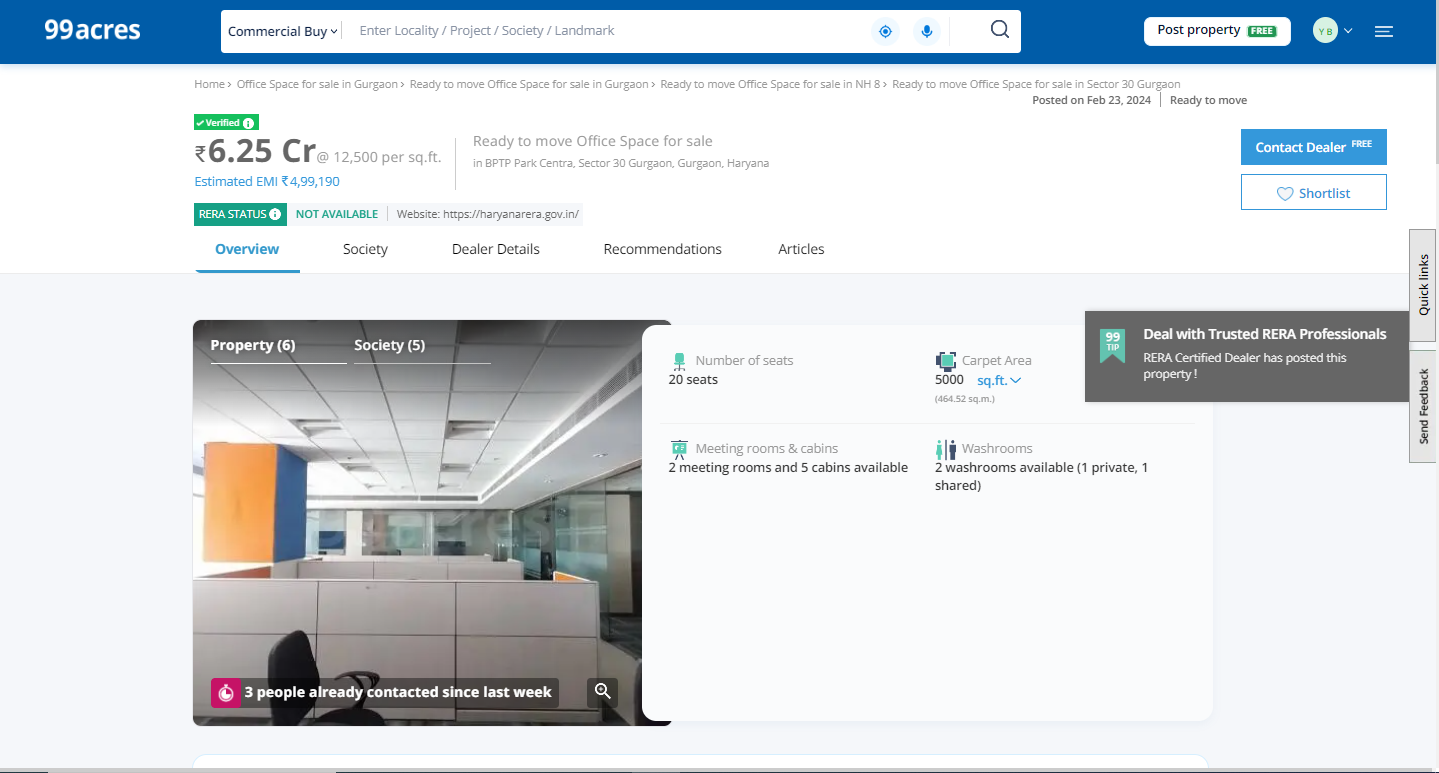 99acres
Commercial Buy
Enter Locality / Project / Society / Landmark
Post property FREE
Y B
Home › Office Space for sale in Gurgaon › Ready to move Office Space for sale in Gurgaon › Ready to move Office Space for sale in NH 8 › Ready to move Office Space for sale in Sector 30 Gurgaon
Posted on Feb 23, 2024 | Ready to move
Verified
₹6.25 Cr @ 12,500 per sq.ft.
Estimated EMI ₹4,99,190
Ready to move Office Space for sale
in BPTP Park Centra, Sector 30 Gurgaon, Gurgaon, Haryana
Contact Dealer FREE
Shortlist
RERA STATUS NOT AVAILABLE | Website: https://haryanarera.gov.in/
Overview Society Dealer Details Recommendations Articles
Quick links
Send Feedback
Property (6) Society (5)
3 people already contacted since last week
Number of seats
20 seats
Carpet Area
5000 sq.ft.
(464.52 sq.m.)
Meeting rooms & cabins
2 meeting rooms and 5 cabins available
Washrooms
2 washrooms available (1 private, 1
shared)
99
TIP
Deal with Trusted RERA Professionals
RERA Certified Dealer has posted this
property !